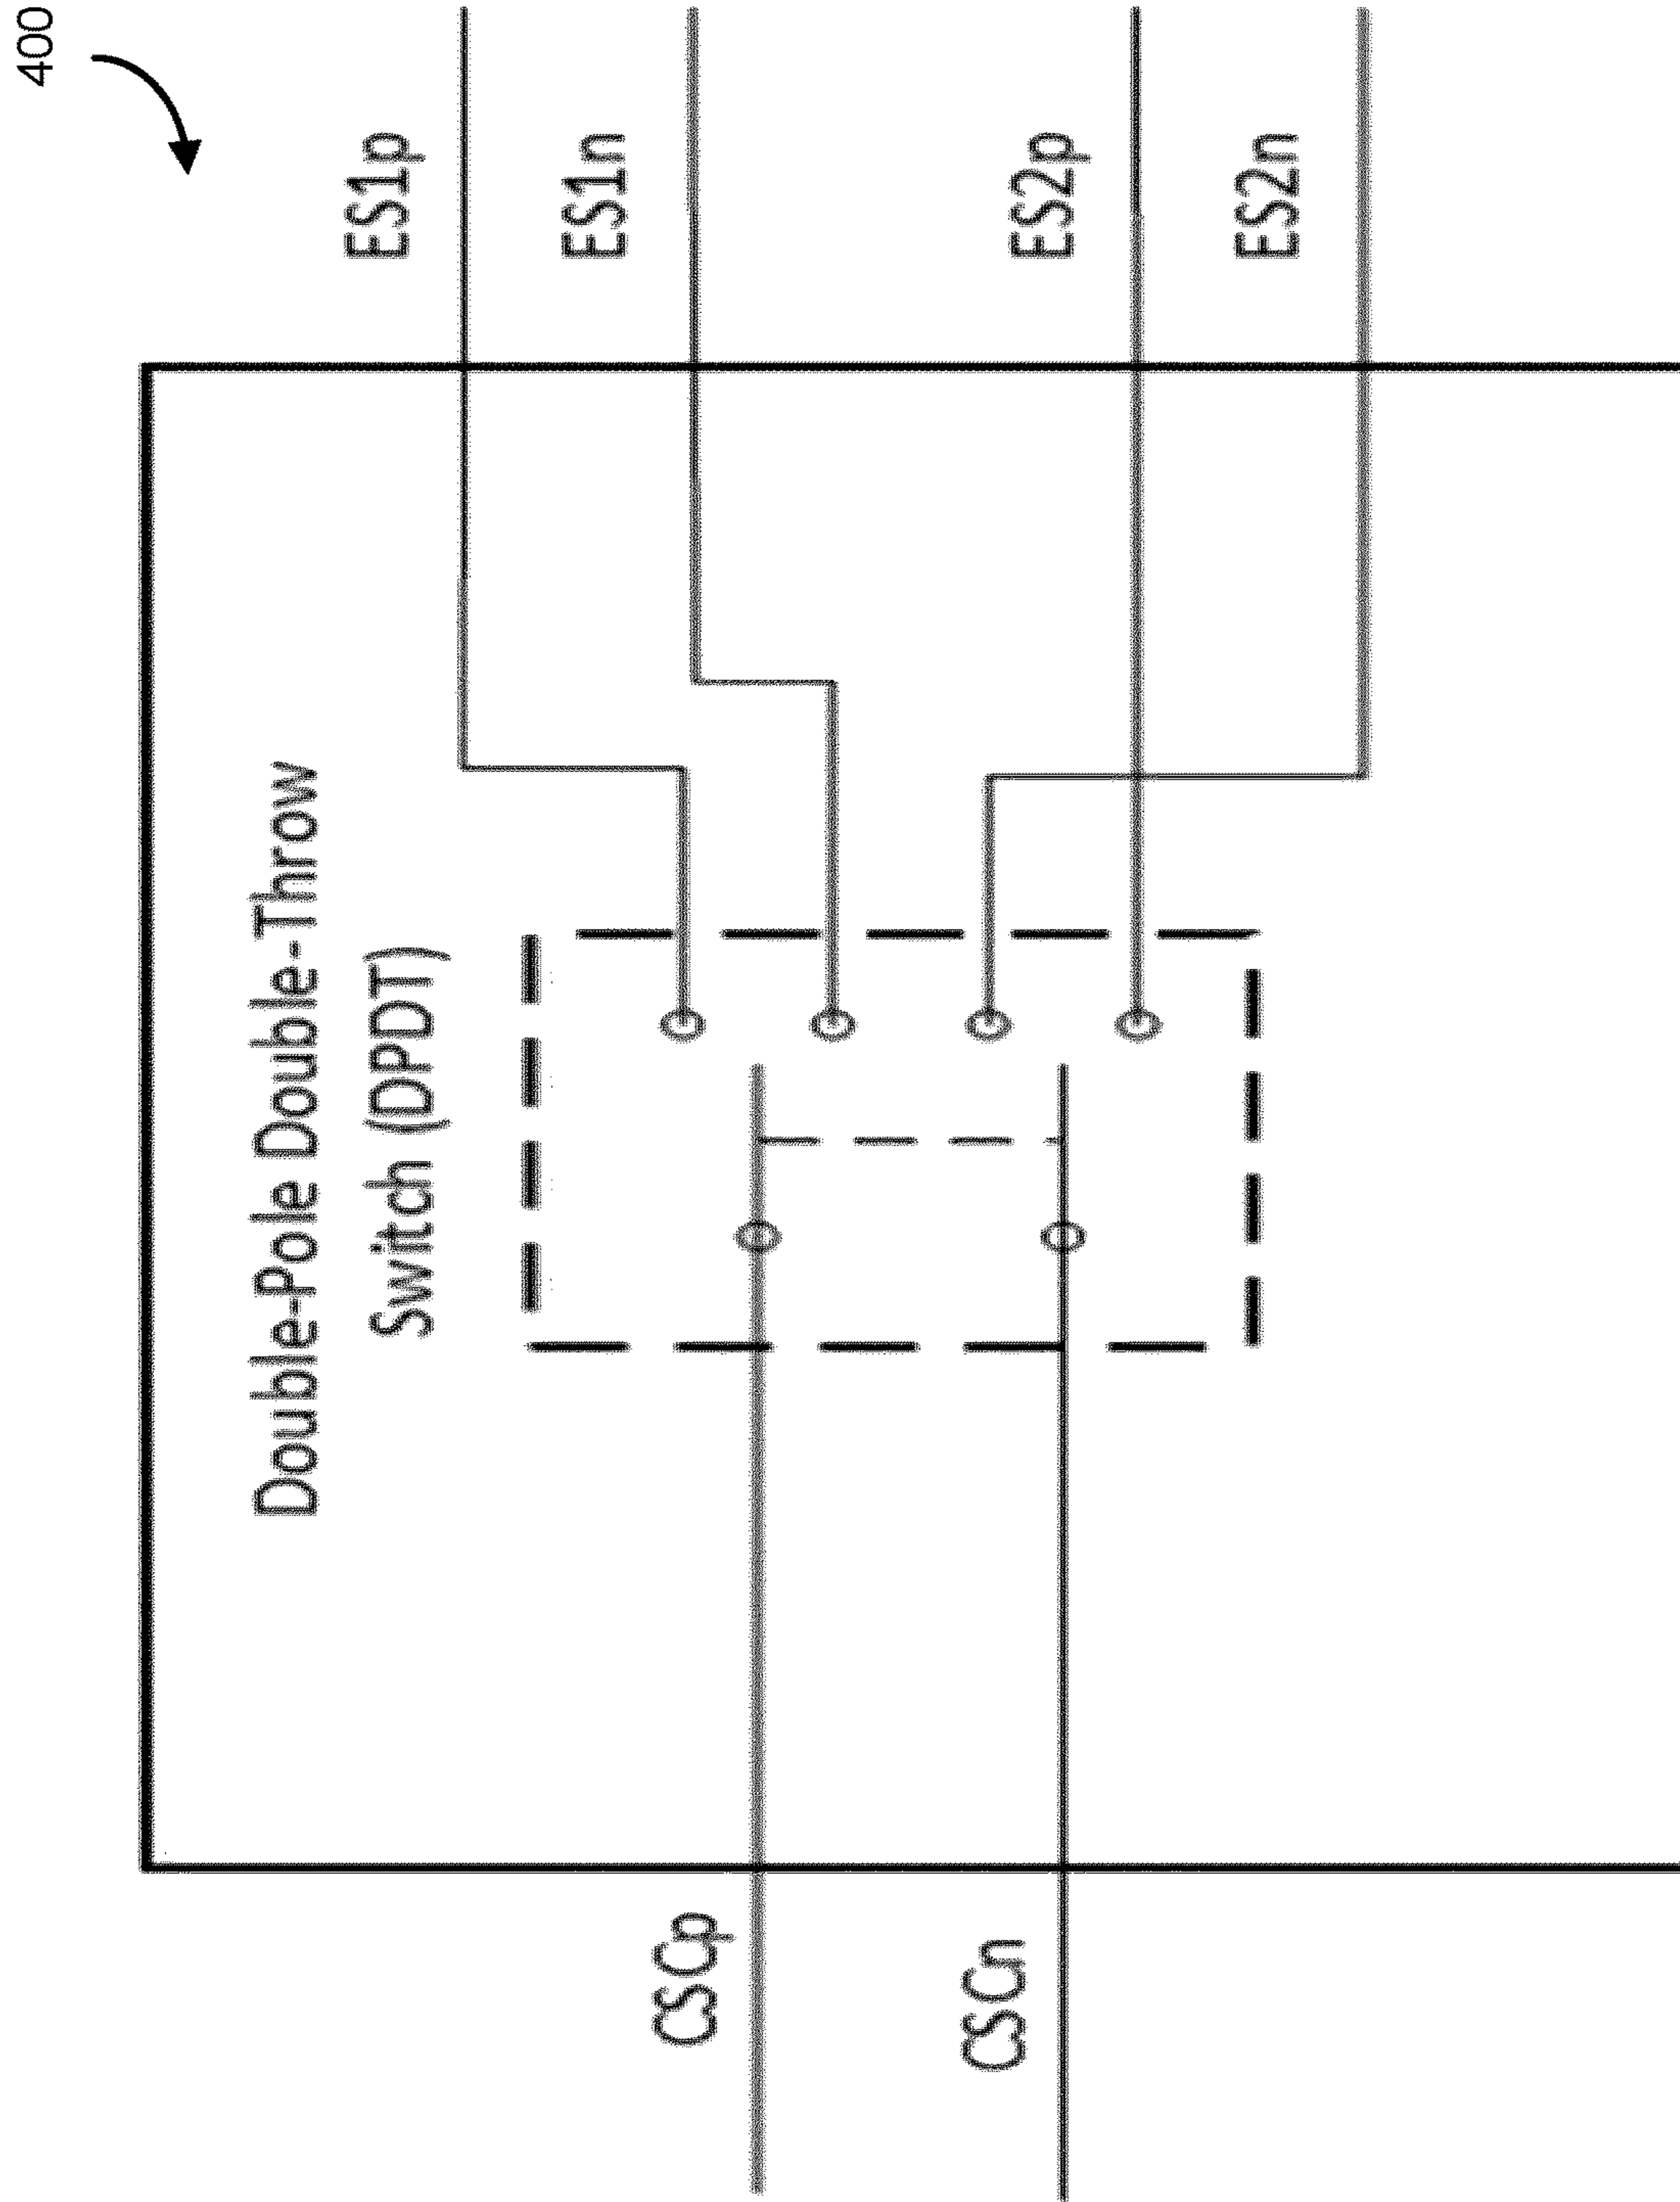 400
Double-Pole Double-Throw
Switch (DPDT)
ES1p
ES1n
ES2p
ES2n
CSCp
CSCn